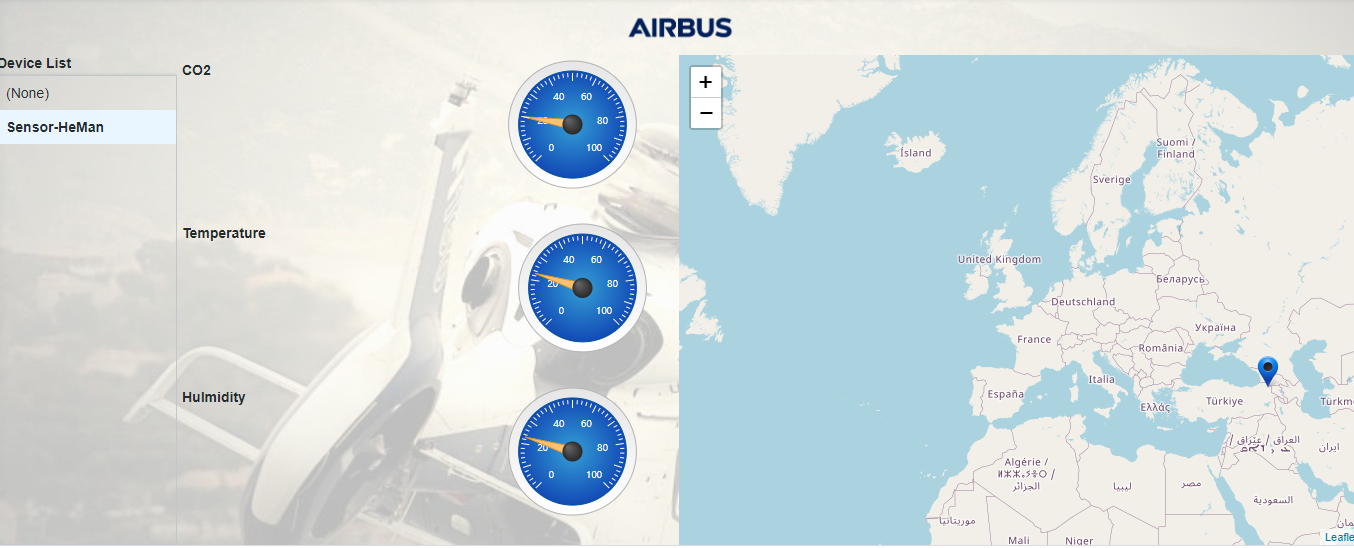 AIRBUS
Device List
(None)
Sensor-HeMan
CO2
40 60
20 80
0 100
Temperature
40 60
20 80
0 100
Hulmidity
40 60
20 80
0 100
+
−
Ísland
Suomi /
Finland
Sverige
United Kingdom
Беларусь
Deutschland
Україна
France
România
Italia
España
Türkiye
Ελλάς
Türkm
العراق / عێراق /
ایران
Algérie /
ⵍⵣⵣⴰⵢⴻⵔ /
الجزائر
ليبيا
مصر
السعودية
موريتانيا
Mali
Niger
Leafle